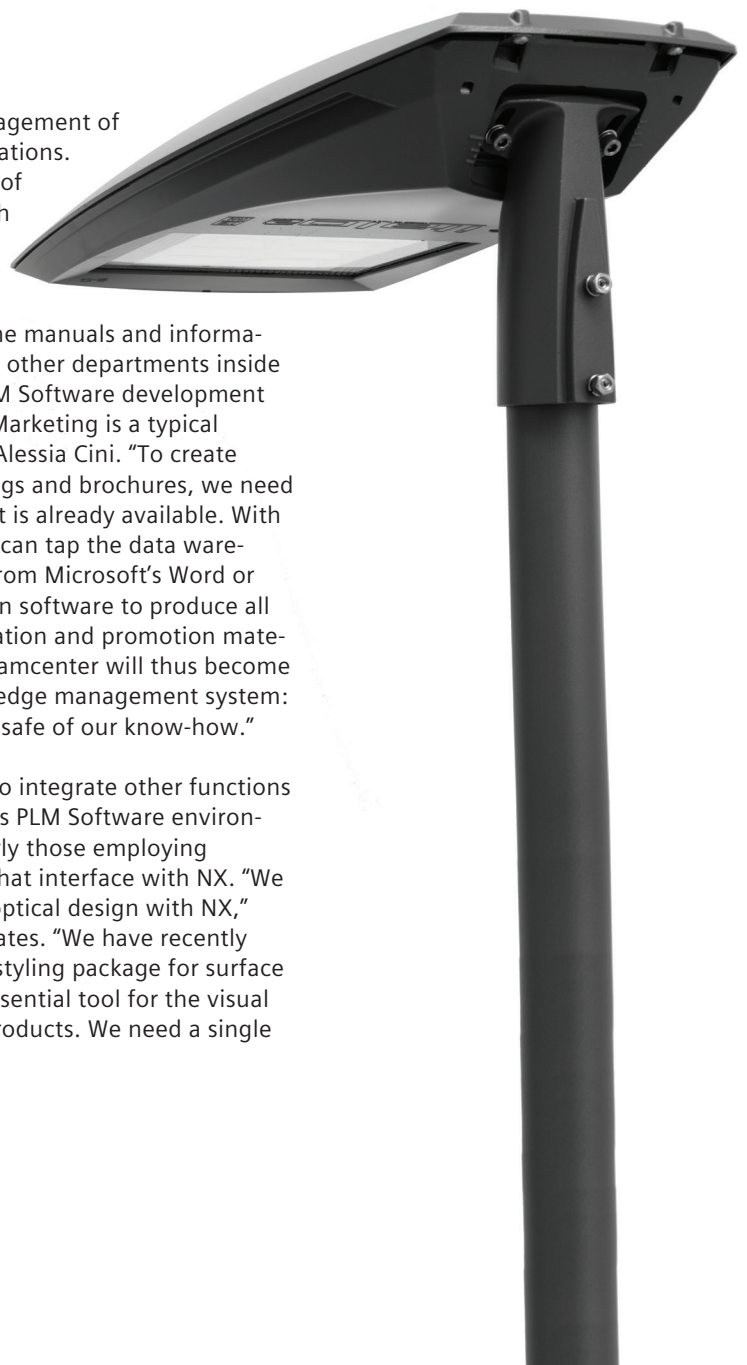 agement of
ations.
of
h
ne manuals and informa-
other departments inside
M Software development
Marketing is a typical
Alessia Cini. “To create
gs and brochures, we need
t is already available. With
can tap the data ware-
rom Microsoft’s Word or
n software to produce all
ation and promotion mate-
amcenter will thus become
edge management system:
safe of our know-how.”
o integrate other functions
s PLM Software environ-
rly those employing
hat interface with NX. “We
optical design with NX,”
ates. “We have recently
styling package for surface
sential tool for the visual
roducts. We need a single